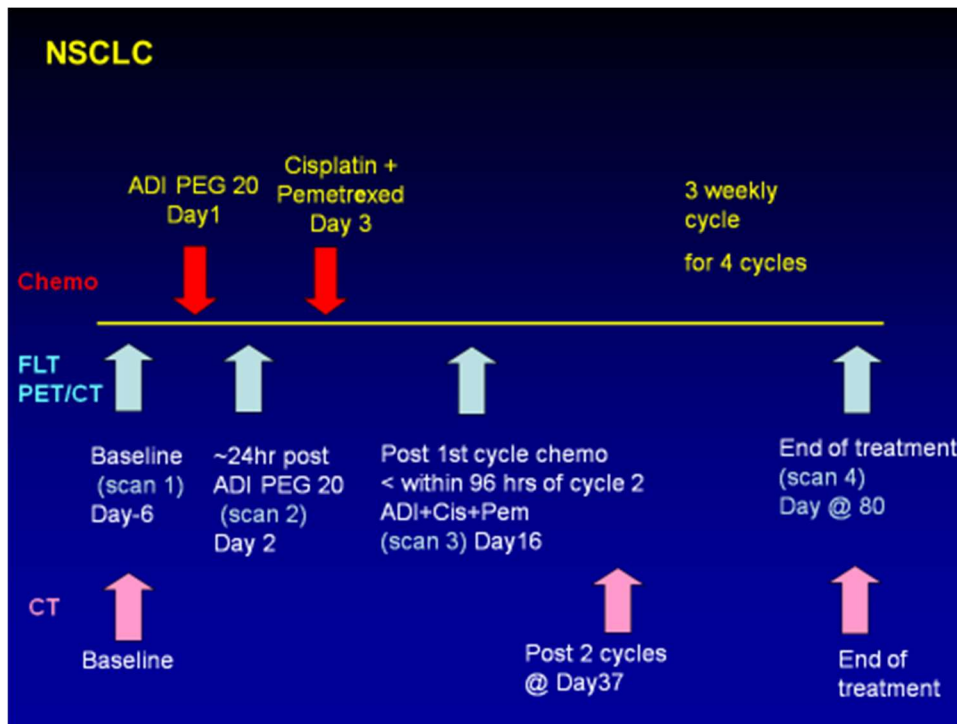 NSCLC
ADI PEG 20
Day1
Cisplatin +
Pemetrexed
Day 3
3 weekly
cycle
for 4 cycles
Chemo
FLT
PET/CT
Baseline
(scan 1)
Day-6
~24hr post
ADI PEG 20
(scan 2)
Day 2
Post 1st cycle chemo
< within 96 hrs of cycle 2
ADI+Cis+Pem
(scan 3) Day16
End of treatment
(scan 4)
Day @ 80
CT
Baseline
Post 2 cycles
@ Day37
End of
treatment